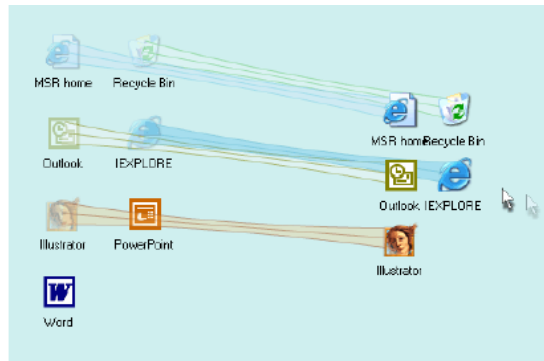 MSR home Recycle Bin
MSR home Recycle Bin
Outlook IEXPLORE
Outlook IEXPLORE
Illustrator PowerPoint
Illustrator
W
Word